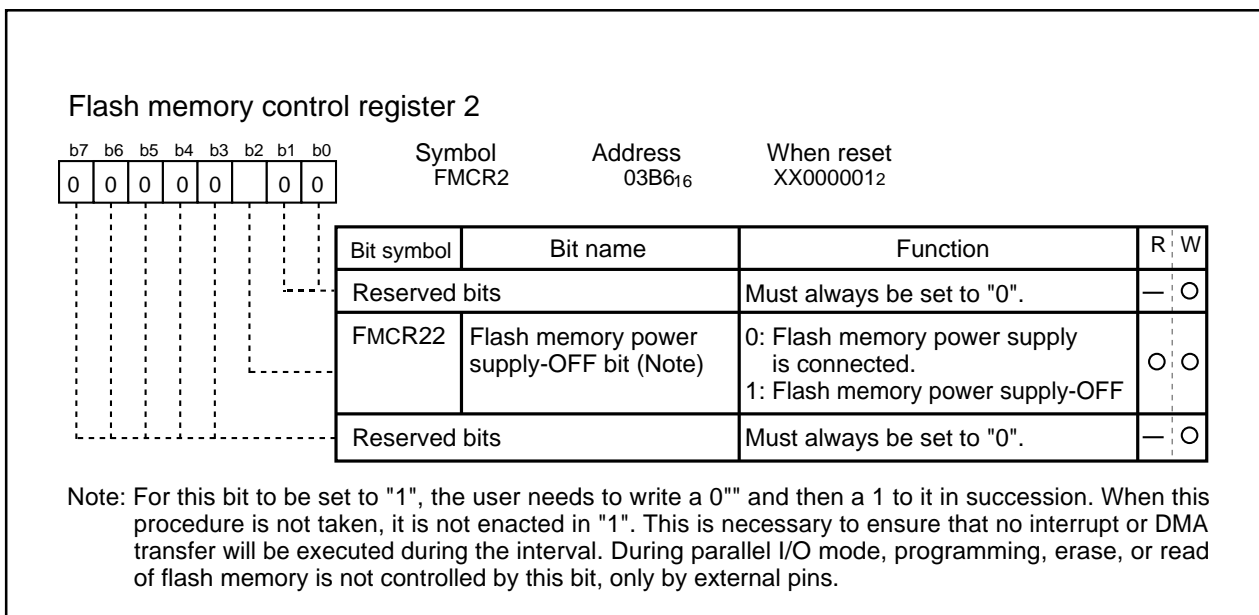 Flash memory control register 2
b7 b6 b5 b4 b3 b2 b1 b0
0 0 0 0 0 0 0
Symbol Address When reset
FMCR2 03B616 XX0000012
Bit symbol Bit name Function R W
Reserved bits Must always be set to "0". — O
FMCR22 Flash memory power supply-OFF bit (Note) 0: Flash memory power supply
is connected.
1: Flash memory power supply-OFF O O
Reserved bits Must always be set to "0". — O
Note: For this bit to be set to "1", the user needs to write a 0"" and then a 1 to it in succession. When this
procedure is not taken, it is not enacted in "1". This is necessary to ensure that no interrupt or DMA
transfer will be executed during the interval. During parallel I/O mode, programming, erase, or read
of flash memory is not controlled by this bit, only by external pins.